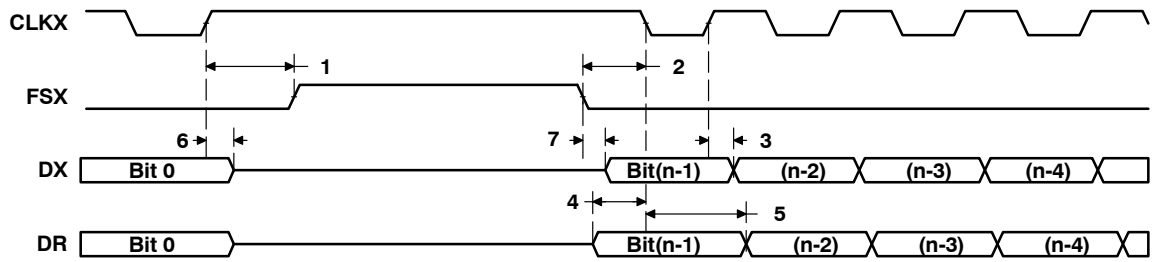 CLKX
1
2
FSX
6
7
3
DX
Bit 0
Bit(n-1)
(n-2)
(n-3)
(n-4)
4
5
DR
Bit 0
Bit(n-1)
(n-2)
(n-3)
(n-4)